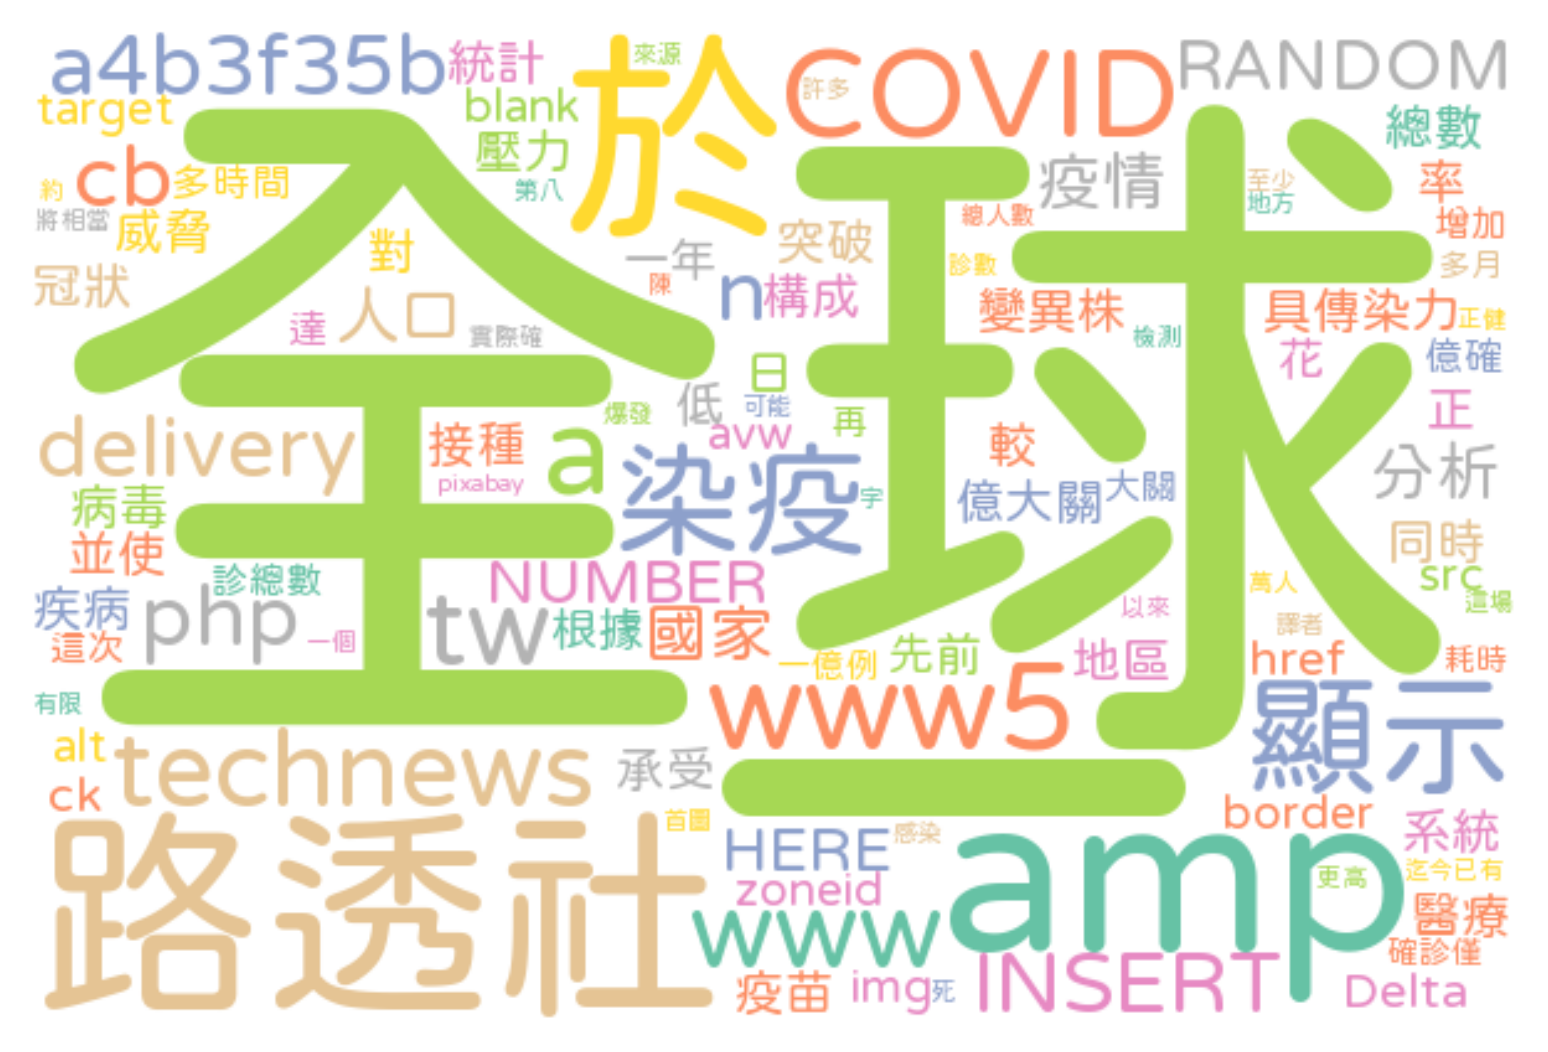 a4b3f35b
統計
來源
於
COVID
許多
RANDOM
target
blank
總數
cb
多時間
壓力
第八
約
疫情
至少
地方
率
將相當
威脅
全球
總人數
增加
對
一年
突破
診數
多月
冠狀
陳
n
構成
變異株
具傳染力
正健
達
人口
實際確
檢測
花
億確
日
低
可能
爆發
再
正
delivery
接種
a
avw
較
分析
pixabay
染疫
字
億大關
大關
病毒
並使
同時
診總數
NUMBER
萬人
src
這場
疾病
php
tw
根據
國家
以來
譯者
這次
一個
一億例
先前
地區
href
耗時
有限
www5
顯示
alt
technews
承受
ck
border
路透社
首圖
HERE
感染
amp
系統
zoneid
更高
迄今已有
www
醫療
確診僅
疫苗
img
死
INSERT
Delta